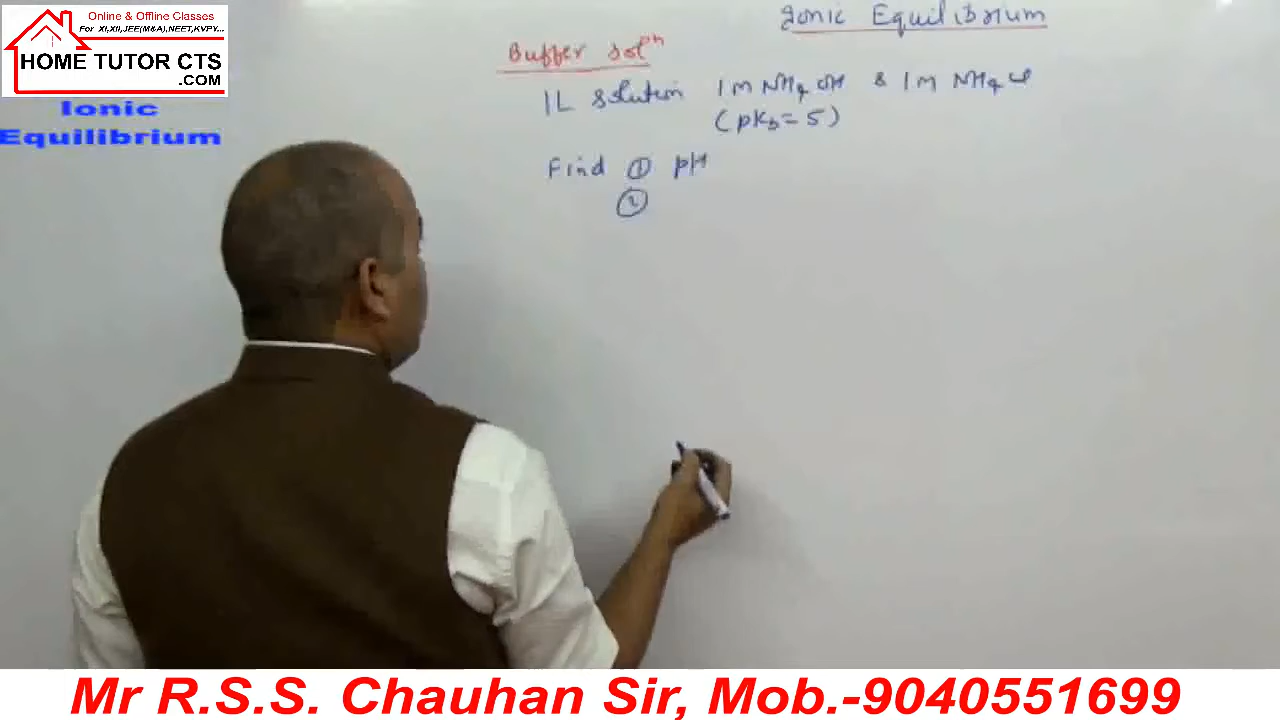 Online & Offline Classes
For XI,XII,JEE(M&A),NEET,KVPY...
HOME TUTOR CTS
.COM
Ionic
Equilibrium
Ionic Equilibrium
Buffer solⁿ
1L solution 1M NH₄OH & 1M NH₄Cl
(pKb = 5)
Find ① pH
②
Mr R.S.S. Chauhan Sir, Mob.-9040551699